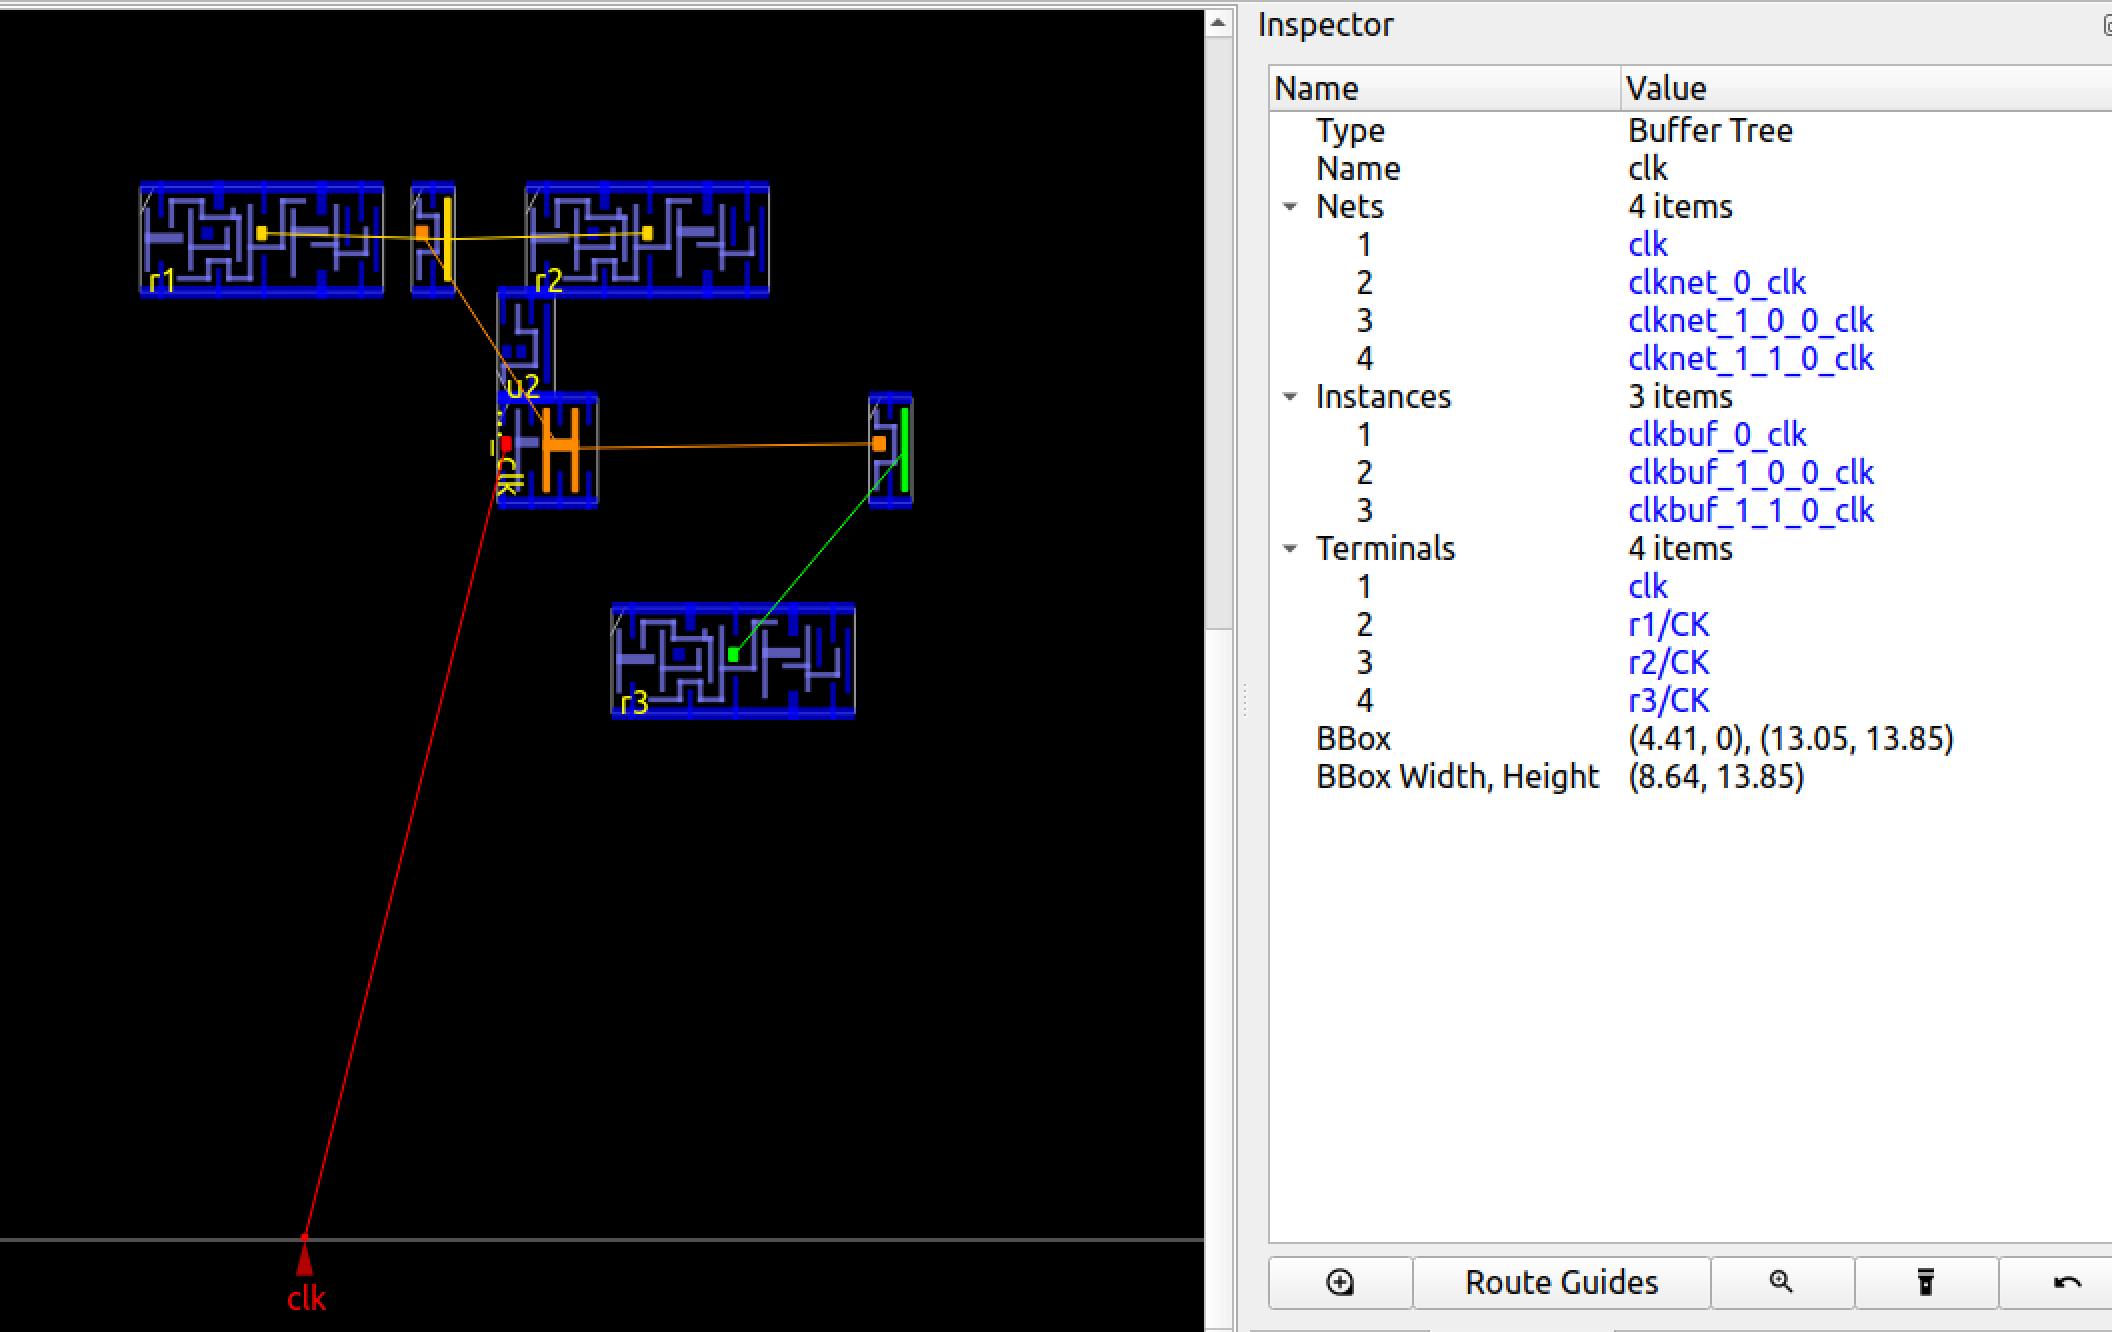 r1
r2
u2
clk
r3
clk
Inspector
Name Value
Type Buffer Tree
Name clk
Nets 4 items
1 clk
2 clknet_0_clk
3 clknet_1_0_0_clk
4 clknet_1_1_0_clk
Instances 3 items
1 clkbuf_0_clk
2 clkbuf_1_0_0_clk
3 clkbuf_1_1_0_clk
Terminals 4 items
1 clk
2 r1/CK
3 r2/CK
4 r3/CK
BBox (4.41, 0), (13.05, 13.85)
BBox Width, Height (8.64, 13.85)
Route Guides